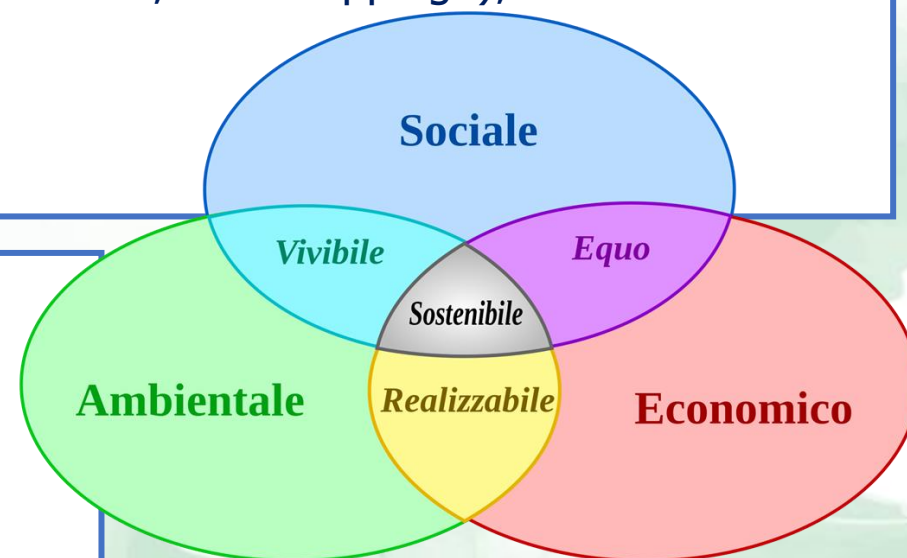 Sociale
Vivibile
Equo
Sostenibile
Ambientale
Realizzabile
Economico